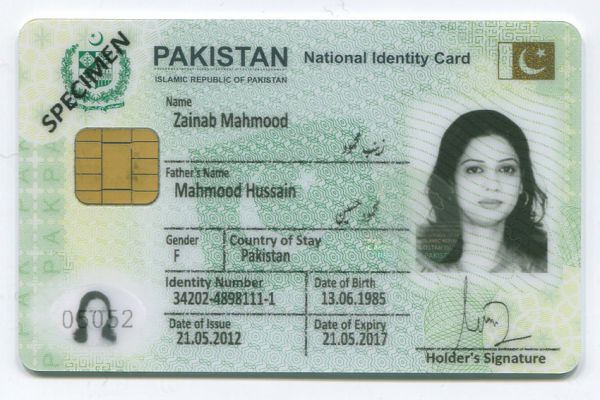 SPECIMEN
PAKISTAN National Identity Card
ISLAMIC REPUBLIC OF PAKISTAN
Name
Zainab Mahmood
زینب محمود
Father's Name
Mahmood Hussain
محمود حسین
Gender Country of Stay
F Pakistan
Identity Number Date of Birth
34202-4898111-1 13.06.1985
Date of Issue Date of Expiry
21.05.2012 21.05.2017
Holder's Signature